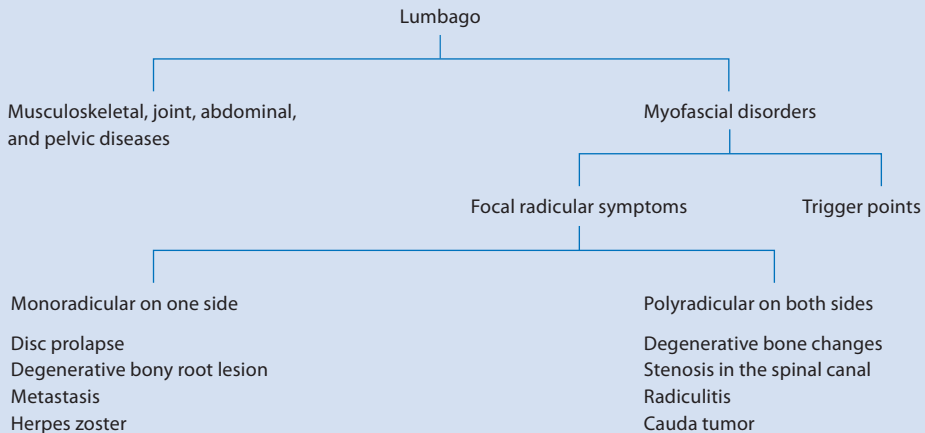 Lumbago
Musculoskeletal, joint, abdominal,
and pelvic diseases
Myofascial disorders
Focal radicular symptoms
Trigger points
Monoradicular on one side
Disc prolapse
Degenerative bony root lesion
Metastasis
Herpes zoster
Polyradicular on both sides
Degenerative bone changes
Stenosis in the spinal canal
Radiculitis
Cauda tumor